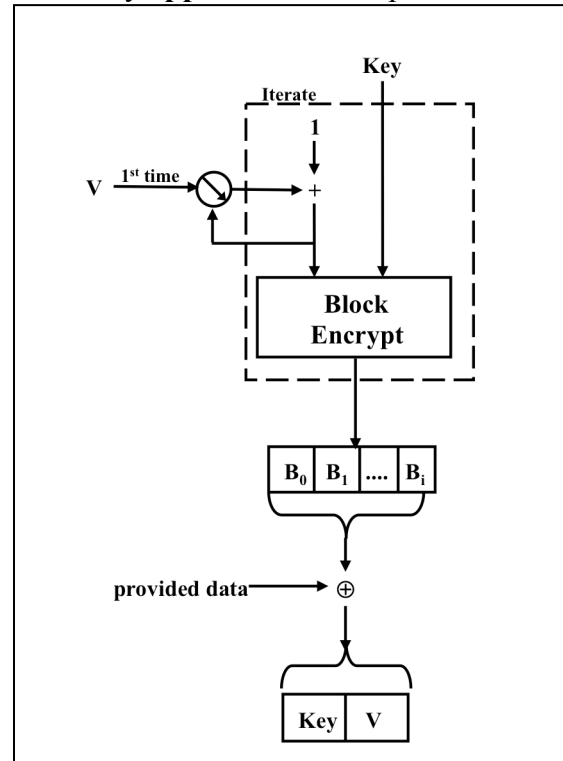 Key
Iterate
1
V 1st time
+
Block
Encrypt
B0 B1 .... Bi
provided data ⊕
Key V